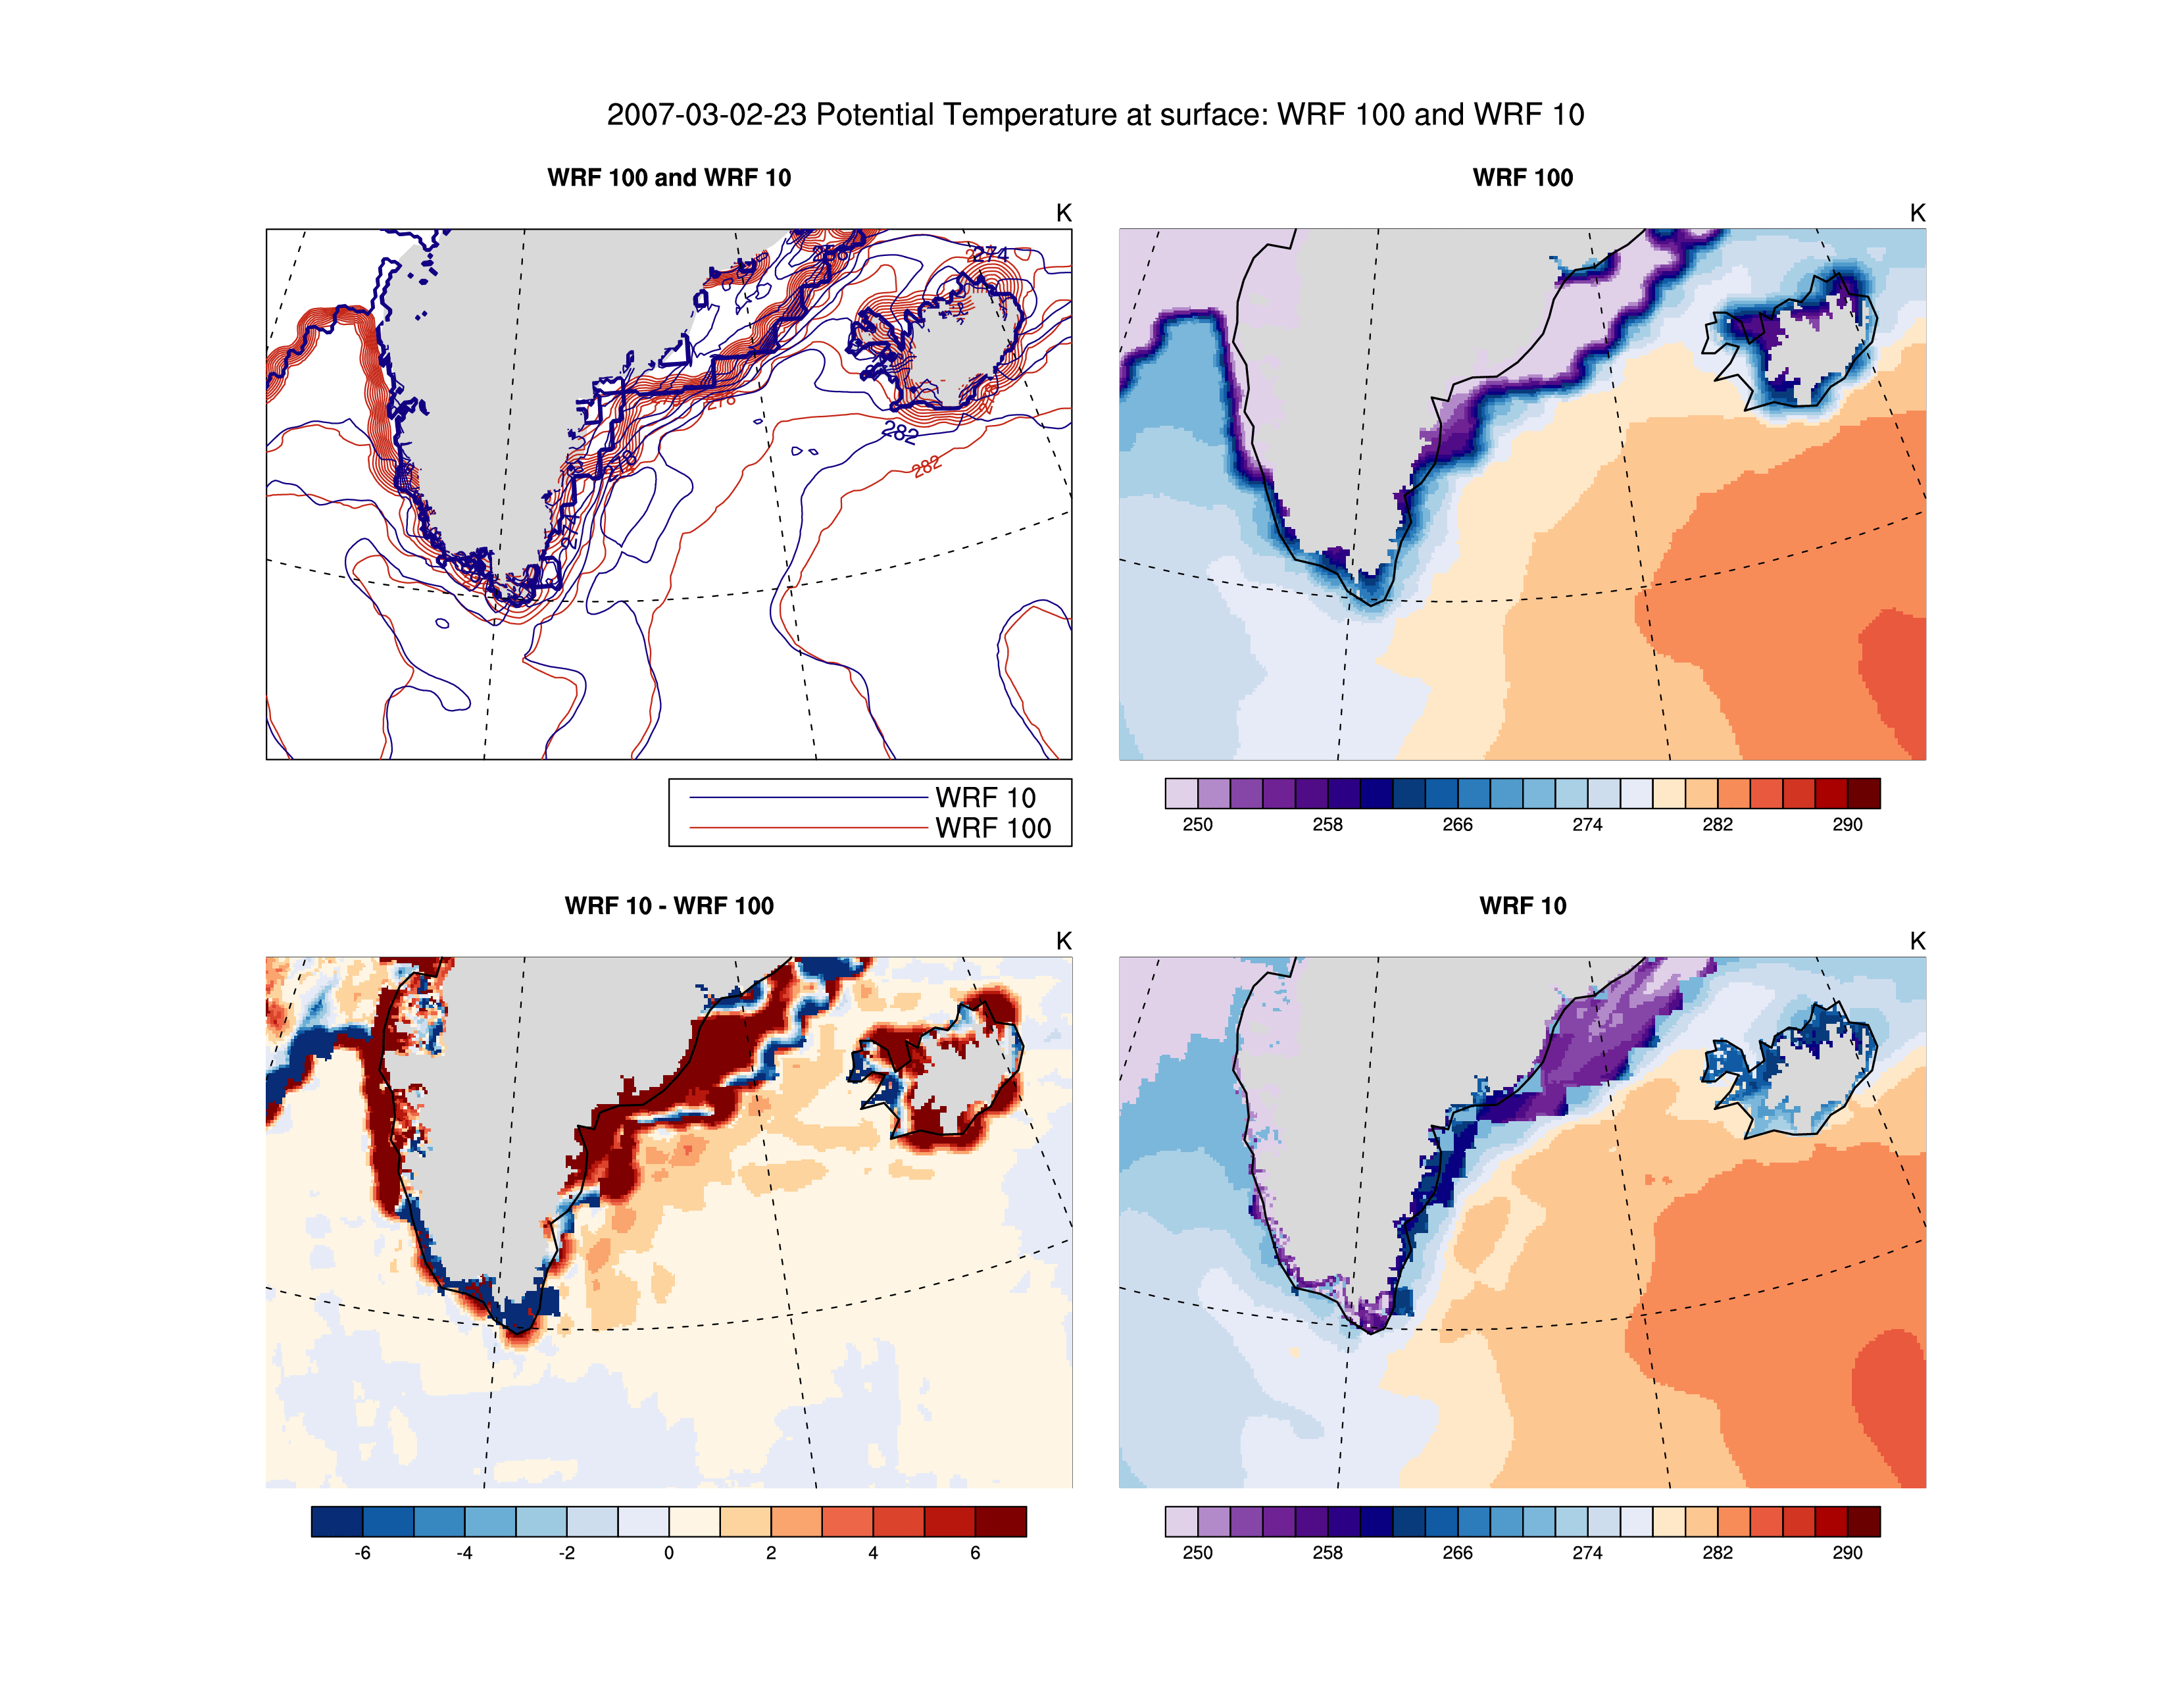 2007-03-02-23 Potential Temperature at surface: WRF 100 and WRF 10
WRF 100 and WRF 10
K
274
278
282
282
278
274
WRF 10
WRF 100
WRF 100
K
250 258 266 274 282 290
WRF 10 - WRF 100
K
-6 -4 -2 0 2 4 6
WRF 10
K
250 258 266 274 282 290